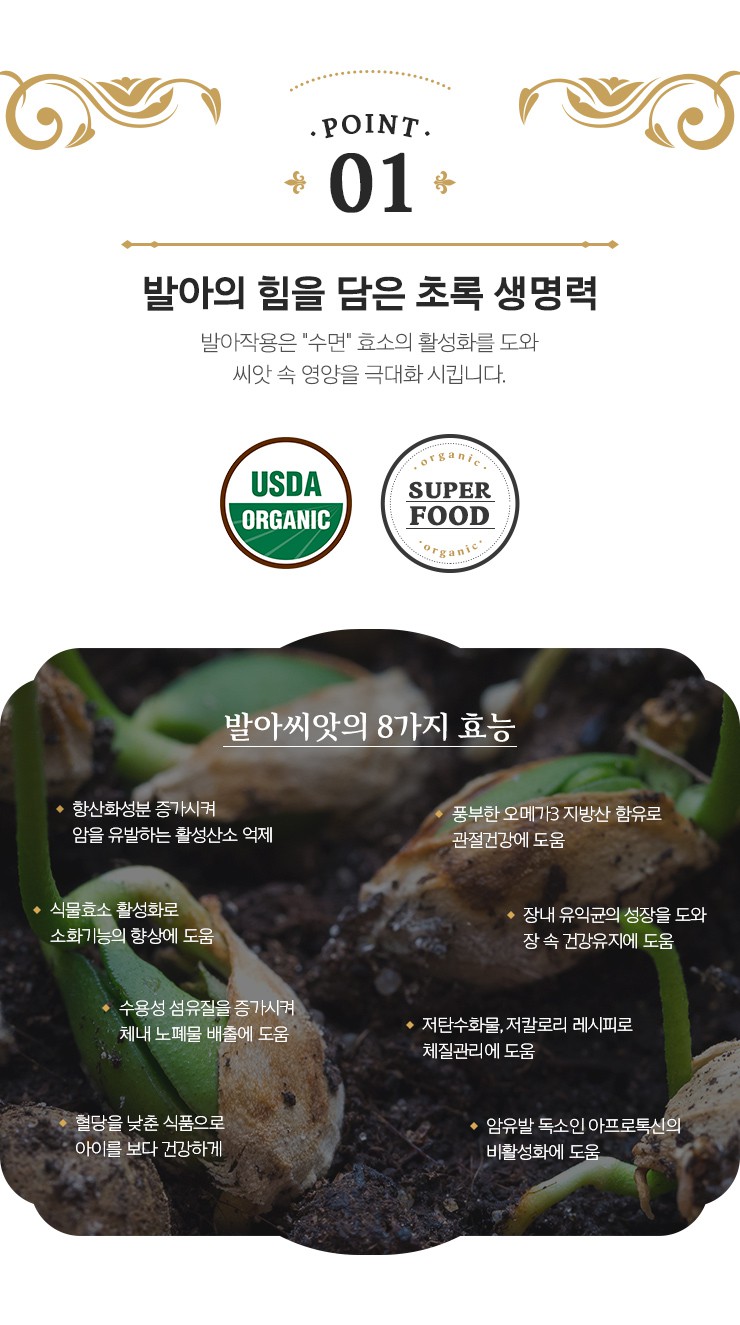 ·POINT·
01
발아의 힘을 담은 초록 생명력
발아작용은 "수면" 효소의 활성화를 도와
씨앗 속 영양을 극대화 시킵니다.
USDA
ORGANIC
·organic·
SUPER
FOOD
·organic·
발아씨앗의 8가지 효능
항산화성분 증가시켜
암을 유발하는 활성산소 억제
풍부한 오메가3 지방산 함유로
관절건강에 도움
식물효소 활성화로
소화기능의 향상에 도움
장내 유익균의 성장을 도와
장 속 건강유지에 도움
수용성 섬유질을 증가시켜
체내 노폐물 배출에 도움
저탄수화물, 저칼로리 레시피로
체질관리에 도움
혈당을 낮춘 식품으로
아이를 보다 건강하게
암유발 독소인 아프로톡신의
비활성화에 도움